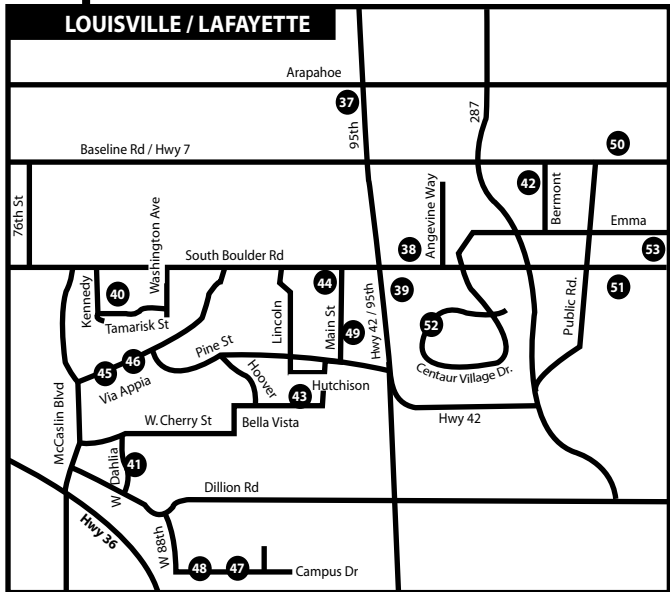 LOUISVILLE / LAFAYETTE
Arapahoe
37
95th
287
50
Baseline Rd / Hwy 7
76th St
Washington Ave
42
Bermont
Angevine Way
Emma
38
53
South Boulder Rd
Kennedy
40
Tamarisk St
Lincoln
44
Main St
49
Hwy 42 / 95th
39
52
Public Rd.
51
Pine St
46
45
Via Appia
Hoover
Hutchison
43
Centaur Village Dr.
McCaslin Blvd
W. Cherry St
Bella Vista
Hwy 42
W. Dahlia
41
Dillion Rd
Hwy 36
W 88th
48
47
Campus Dr